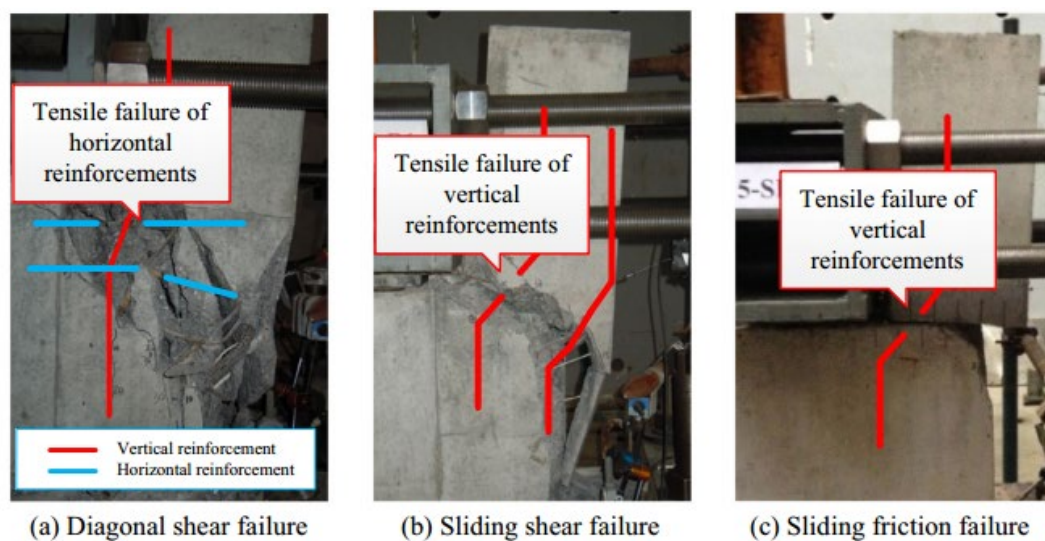 Tensile failure of
horizontal
reinforcements
Vertical reinforcement
Horizontal reinforcement
(a) Diagonal shear failure
Tensile failure of
vertical
reinforcements
(b) Sliding shear failure
5-S
Tensile failure of
vertical
reinforcements
(c) Sliding friction failure